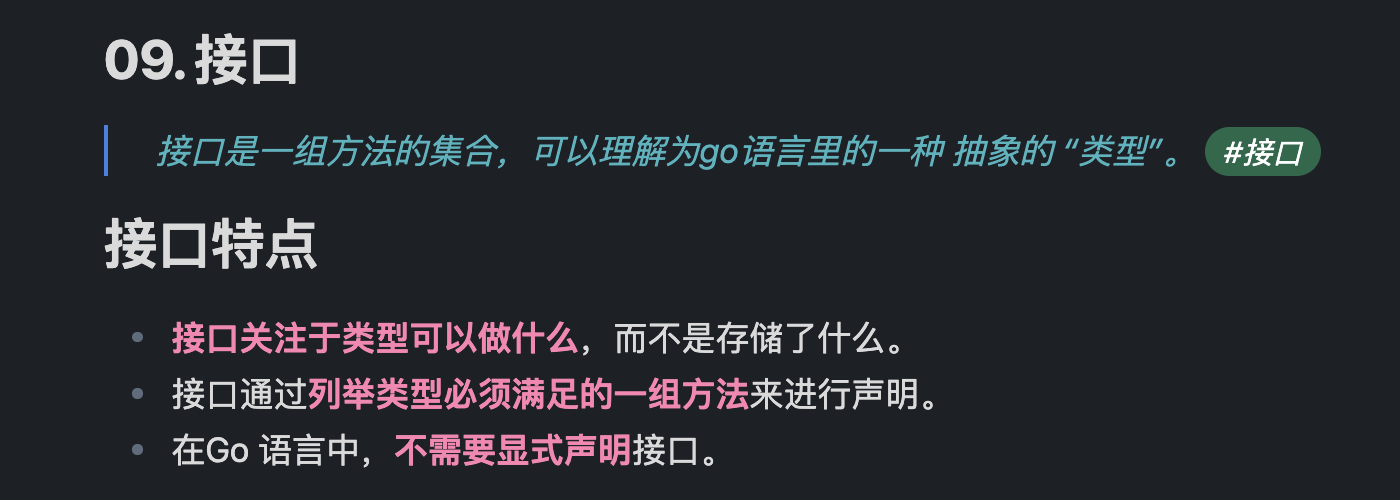 09. 接口
接口是一组方法的集合，可以理解为go语言里的一种 抽象的 “类型”。 #接口
接口特点
接口关注于类型可以做什么，而不是存储了什么。
接口通过列举类型必须满足的一组方法来进行声明。
在Go 语言中，不需要显式声明接口。